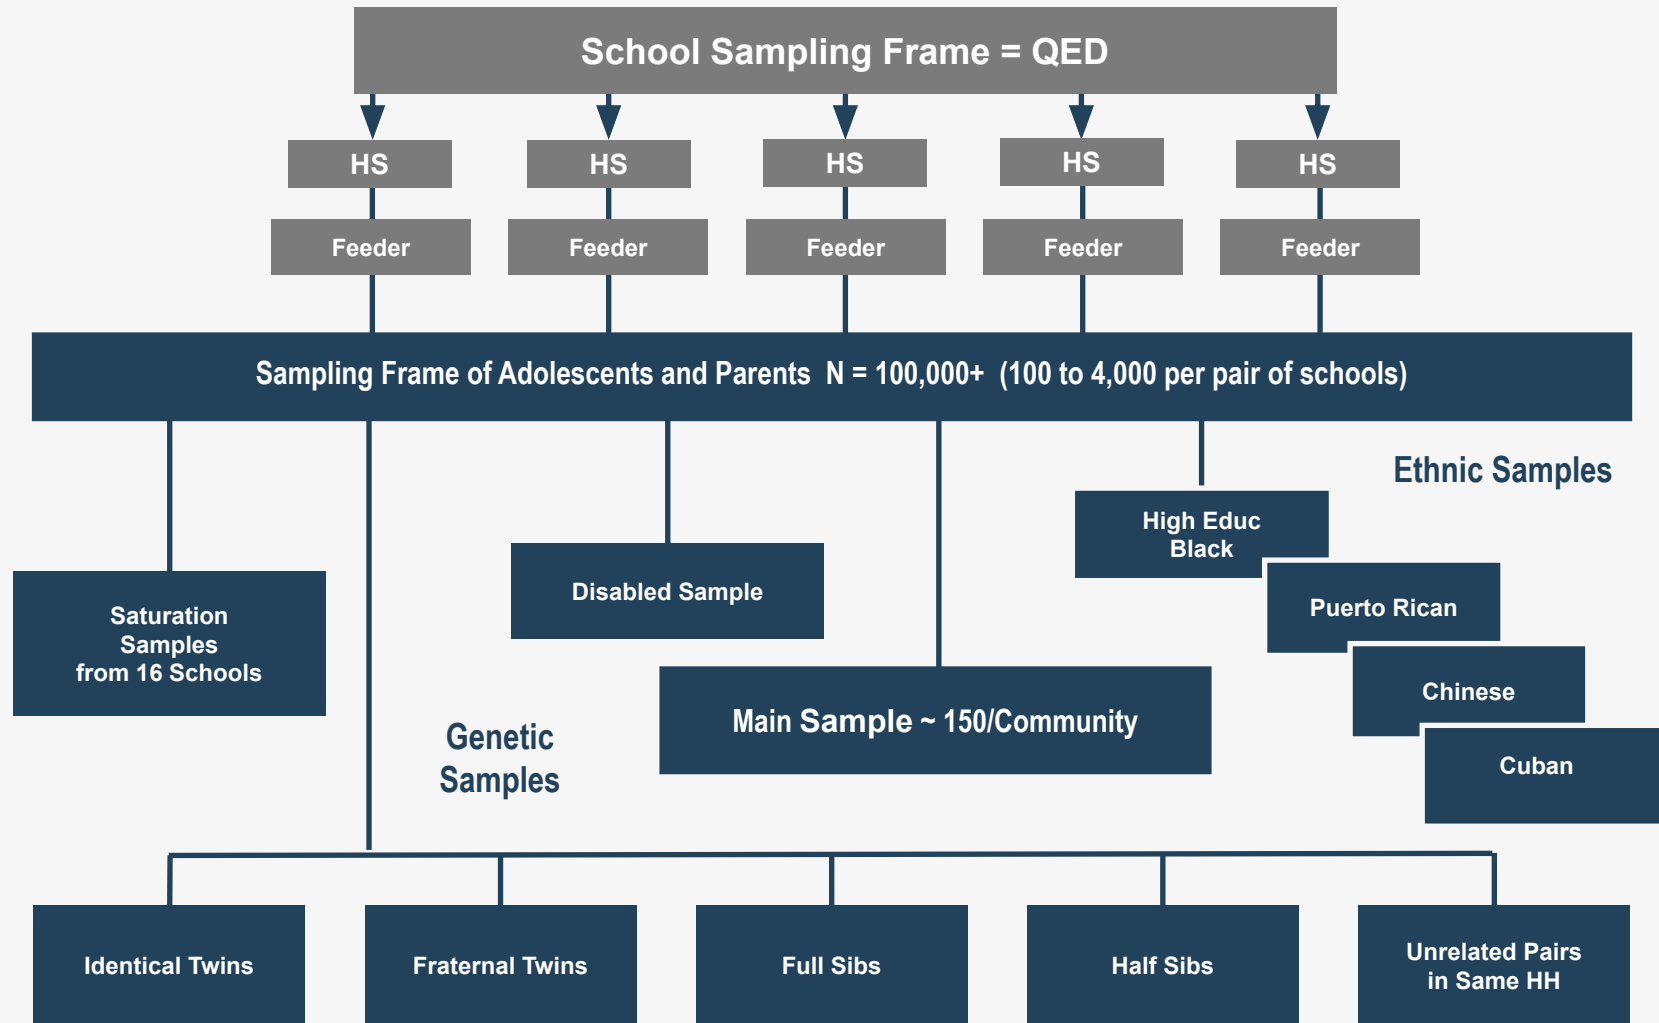 School Sampling Frame = QED
HS
HS
HS
HS
HS
Feeder
Feeder
Feeder
Feeder
Feeder
Sampling Frame of Adolescents and Parents N = 100,000+ (100 to 4,000 per pair of schools)
Ethnic Samples
High Educ
Black
Puerto Rican
Chinese
Cuban
Disabled Sample
Saturation
Samples
from 16 Schools
Main Sample ~ 150/Community
Genetic
Samples
Identical Twins
Fraternal Twins
Full Sibs
Half Sibs
Unrelated Pairs
in Same HH